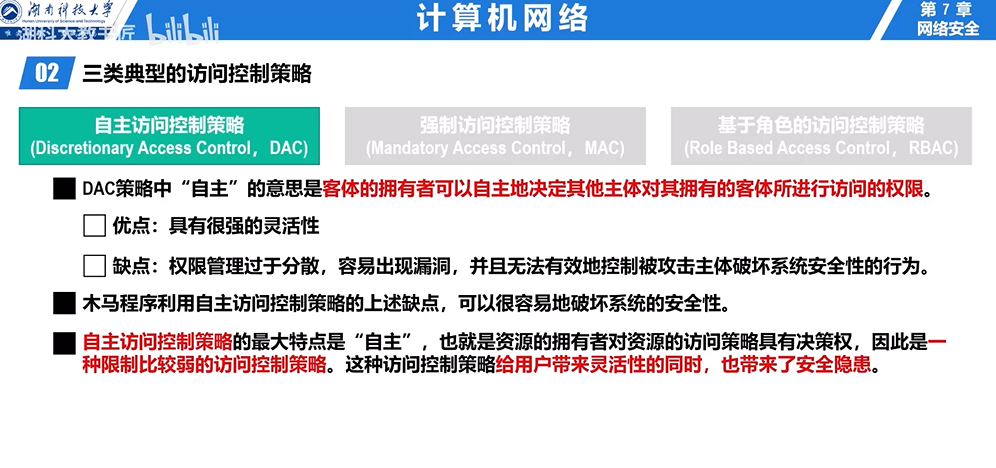 湖南科技大学
Hunan University of Science and Technology
计算机网络
第 7 章
网络安全
湖科大教书匠 bilibili
02 三类典型的访问控制策略
自主访问控制策略
(Discretionary Access Control，DAC)
强制访问控制策略
(Mandatory Access Control，MAC)
基于角色的访问控制策略
(Role Based Access Control，RBAC)
DAC策略中“自主”的意思是客体的拥有者可以自主地决定其他主体对其拥有的客体所进行访问的权限。
优点：具有很强的灵活性
缺点：权限管理过于分散，容易出现漏洞，并且无法有效地控制被攻击主体破坏系统安全性的行为。
木马程序利用自主访问控制策略的上述缺点，可以很容易地破坏系统的安全性。
自主访问控制策略的最大特点是“自主”，也就是资源的拥有者对资源的访问策略具有决策权，因此是一
种限制比较弱的访问控制策略。这种访问控制策略给用户带来灵活性的同时，也带来了安全隐患。